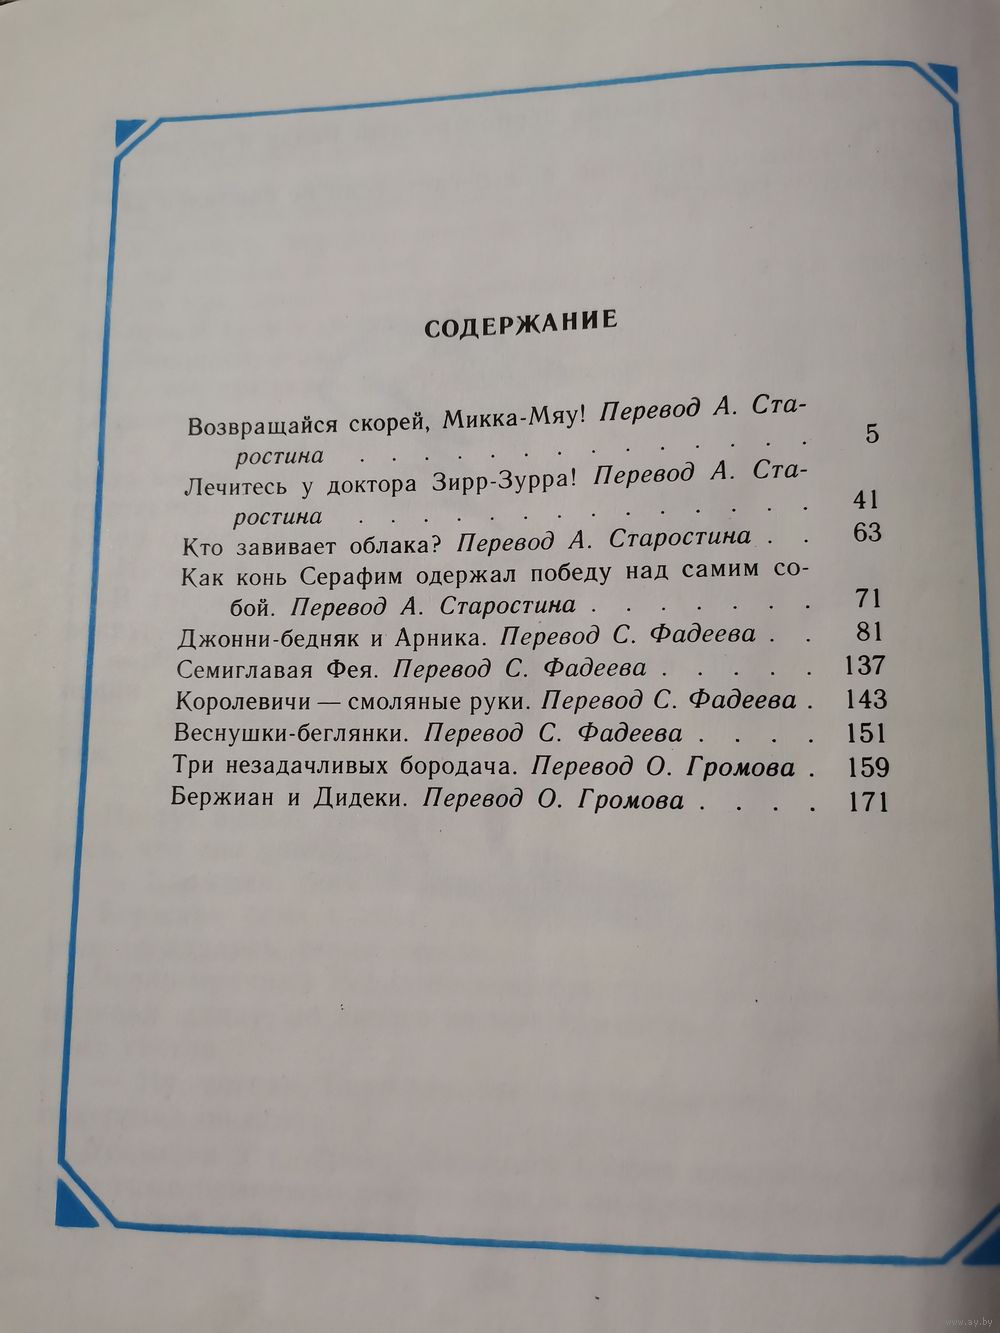 СОДЕРЖАНИЕ
Возвращайся скорей, Микка-Мяу! Перевод А. Ста-
ростина . . . . . . . . . . . . . . 5
Лечитесь у доктора Зирр-Зурра! Перевод А. Ста-
ростина . . . . . . . . . . . . . . 41
Кто завивает облака? Перевод А. Старостина . . 63
Как конь Серафим одержал победу над самим со-
бой. Перевод А. Старостина . . . . . . . 71
Джонни-бедняк и Арника. Перевод С. Фадеева . . 81
Семиглавая Фея. Перевод С. Фадеева . . . . . 137
Королевичи — смоляные руки. Перевод С. Фадеева . 143
Веснушки-беглянки. Перевод С. Фадеева . . . . 151
Три незадачливых бородача. Перевод О. Громова . 159
Бержиан и Дидеки. Перевод О. Громова . . . . 171
www.ay.by